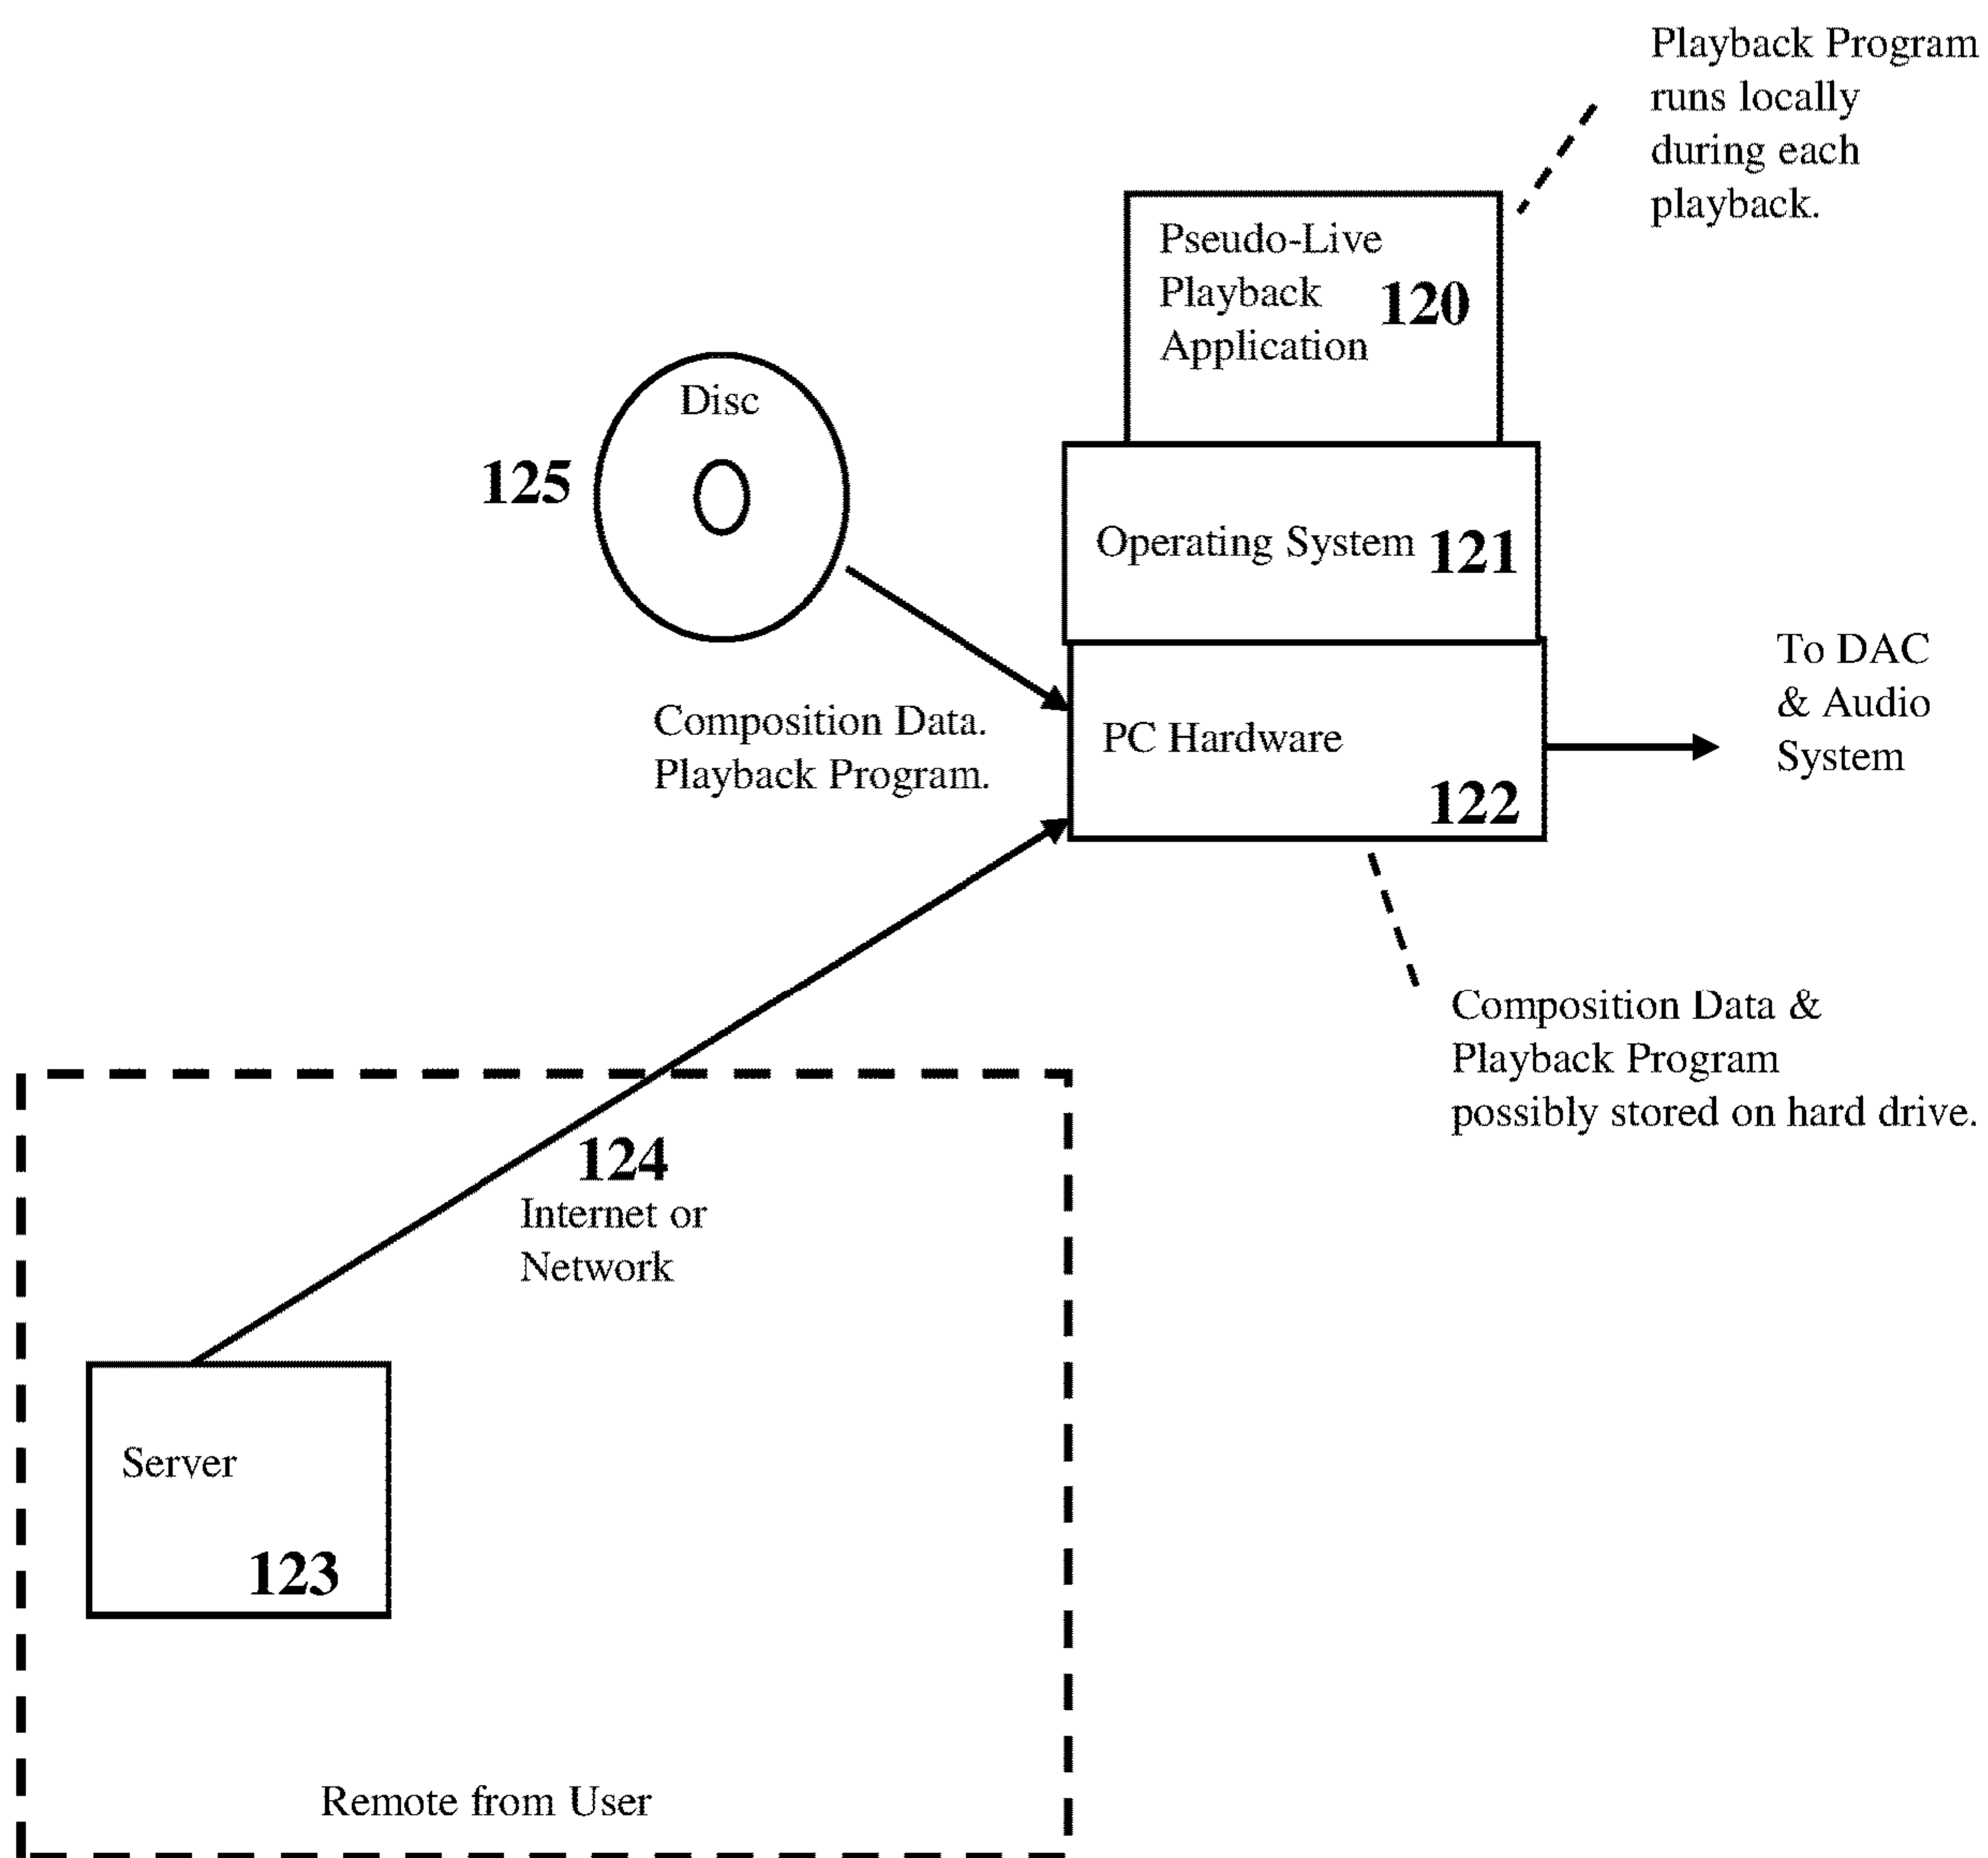 Playback Program
runs locally
during each
playback.
Pseudo-Live
Playback
Application
120
Disc
125
Operating System
121
To DAC
& Audio
System
Composition Data.
Playback Program.
PC Hardware
122
Composition Data &
Playback Program
possibly stored on hard drive.
124
Internet or
Network
Server
123
Remote from User